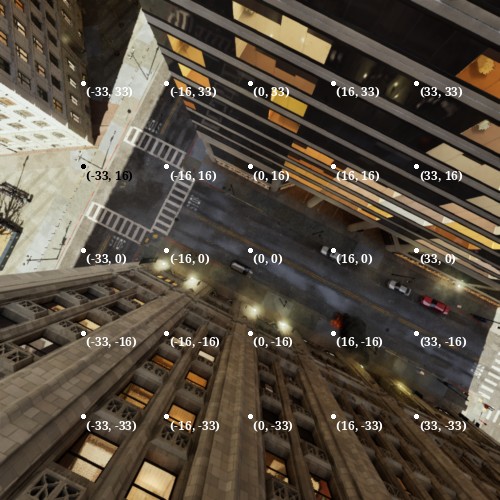 (-33, 33) (-16, 33) (0, 33) (16, 33) (33, 33)
(-33, 16) (-16, 16) (0, 16) (16, 16) (33, 16)
(-33, 0) (-16, 0) (0, 0) (16, 0) (33, 0)
(-33, -16) (-16, -16) (0, -16) (16, -16) (33, -16)
(-33, -33) (-16, -33) (0, -33) (16, -33) (33, -33)